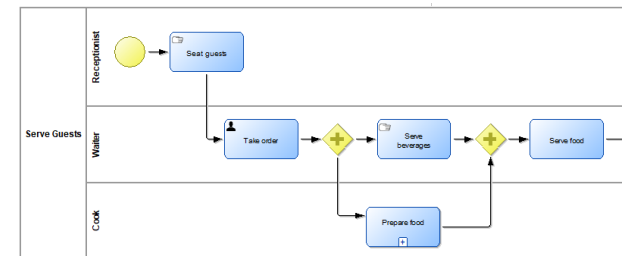 Serve Guests
Receptionist
Seat guests
Waiter
Take order
Serve
beverages
Serve food
Cook
Prepare food